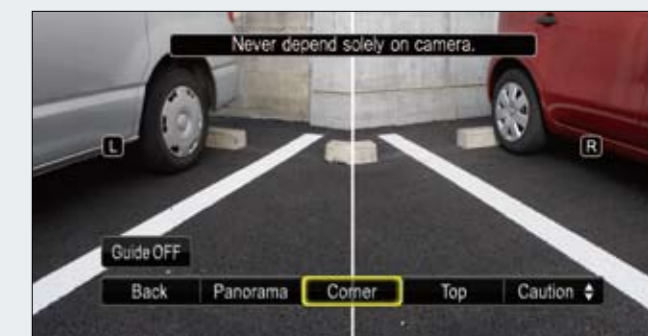 Never depend solely on camera.
L
R
Guide OFF
Back Panorama Corner Top Caution